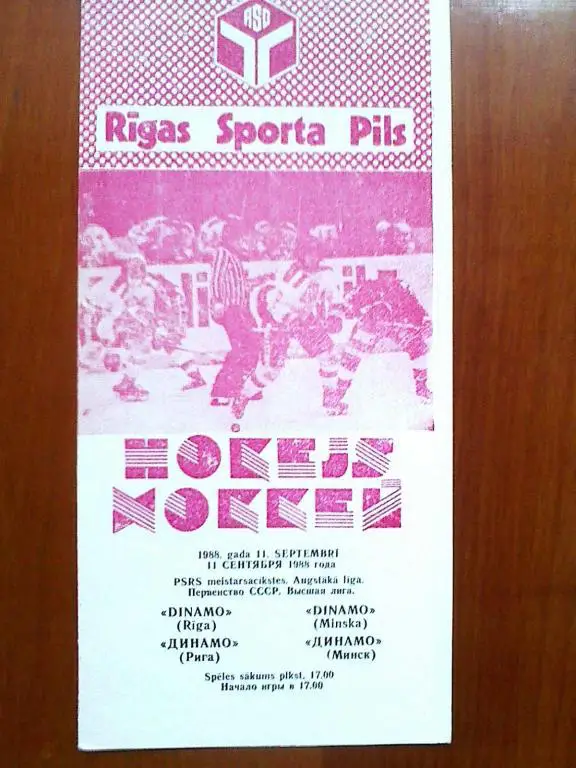 RSO
Rīgas Sporta Pils
HOKEJS
ХОККЕЙ
1988. gada 11. SEPTEMBRĪ
11 СЕНТЯБРЯ 1988 года
PSRS meistarsacīkstes. Augstākā līga.
Первенство СССР. Высшая лига.
«DINAMO» «DINAMO»
(Rīga) (Minska)
«ДИНАМО» «ДИНАМО»
(Рига) (Минск)
Spēles sākums plkst. 17.00
Начало игры в 17.00